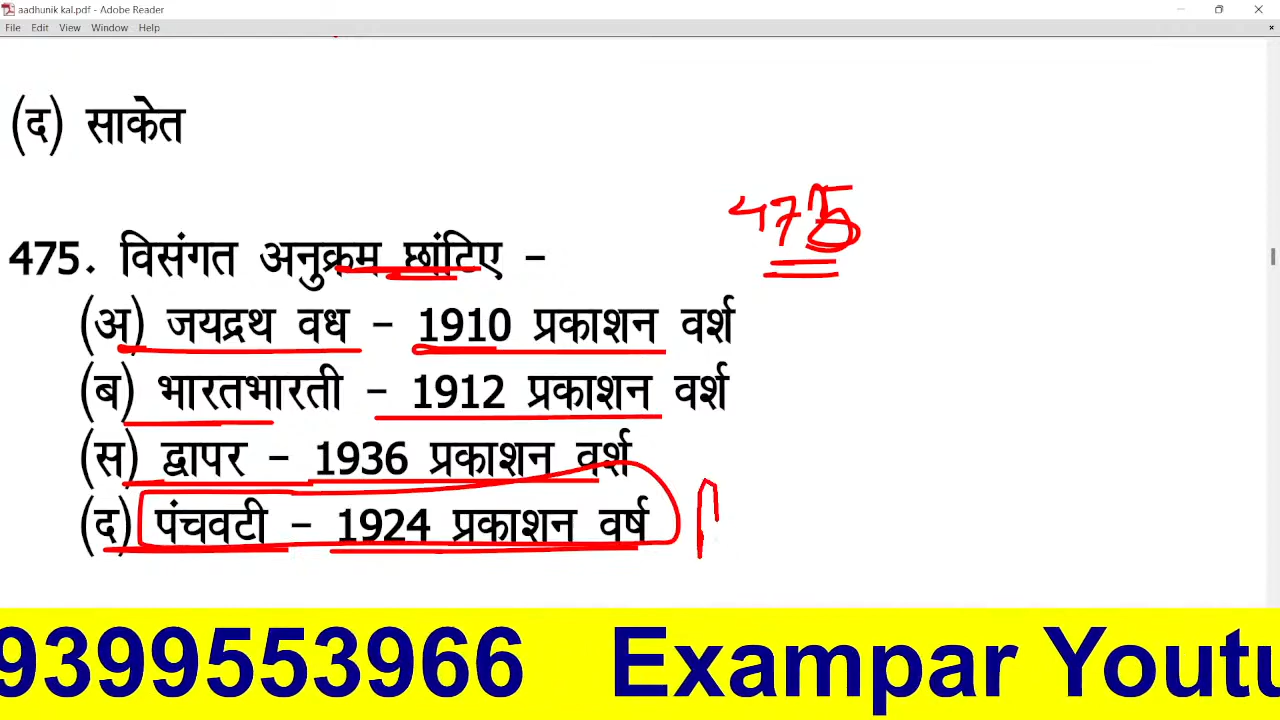 aadhunik kal.pdf - Adobe Reader
File Edit View Window Help
(द) साकेत
475
475. विसंगत अनुक्रम छांटिए -
(अ) जयद्रथ वध - 1910 प्रकाशन वर्श
(ब) भारतभारती - 1912 प्रकाशन वर्श
(स) द्वापर - 1936 प्रकाशन वर्श
(द) पंचवटी - 1924 प्रकाशन वर्ष
9399553966 Exampar Youtu